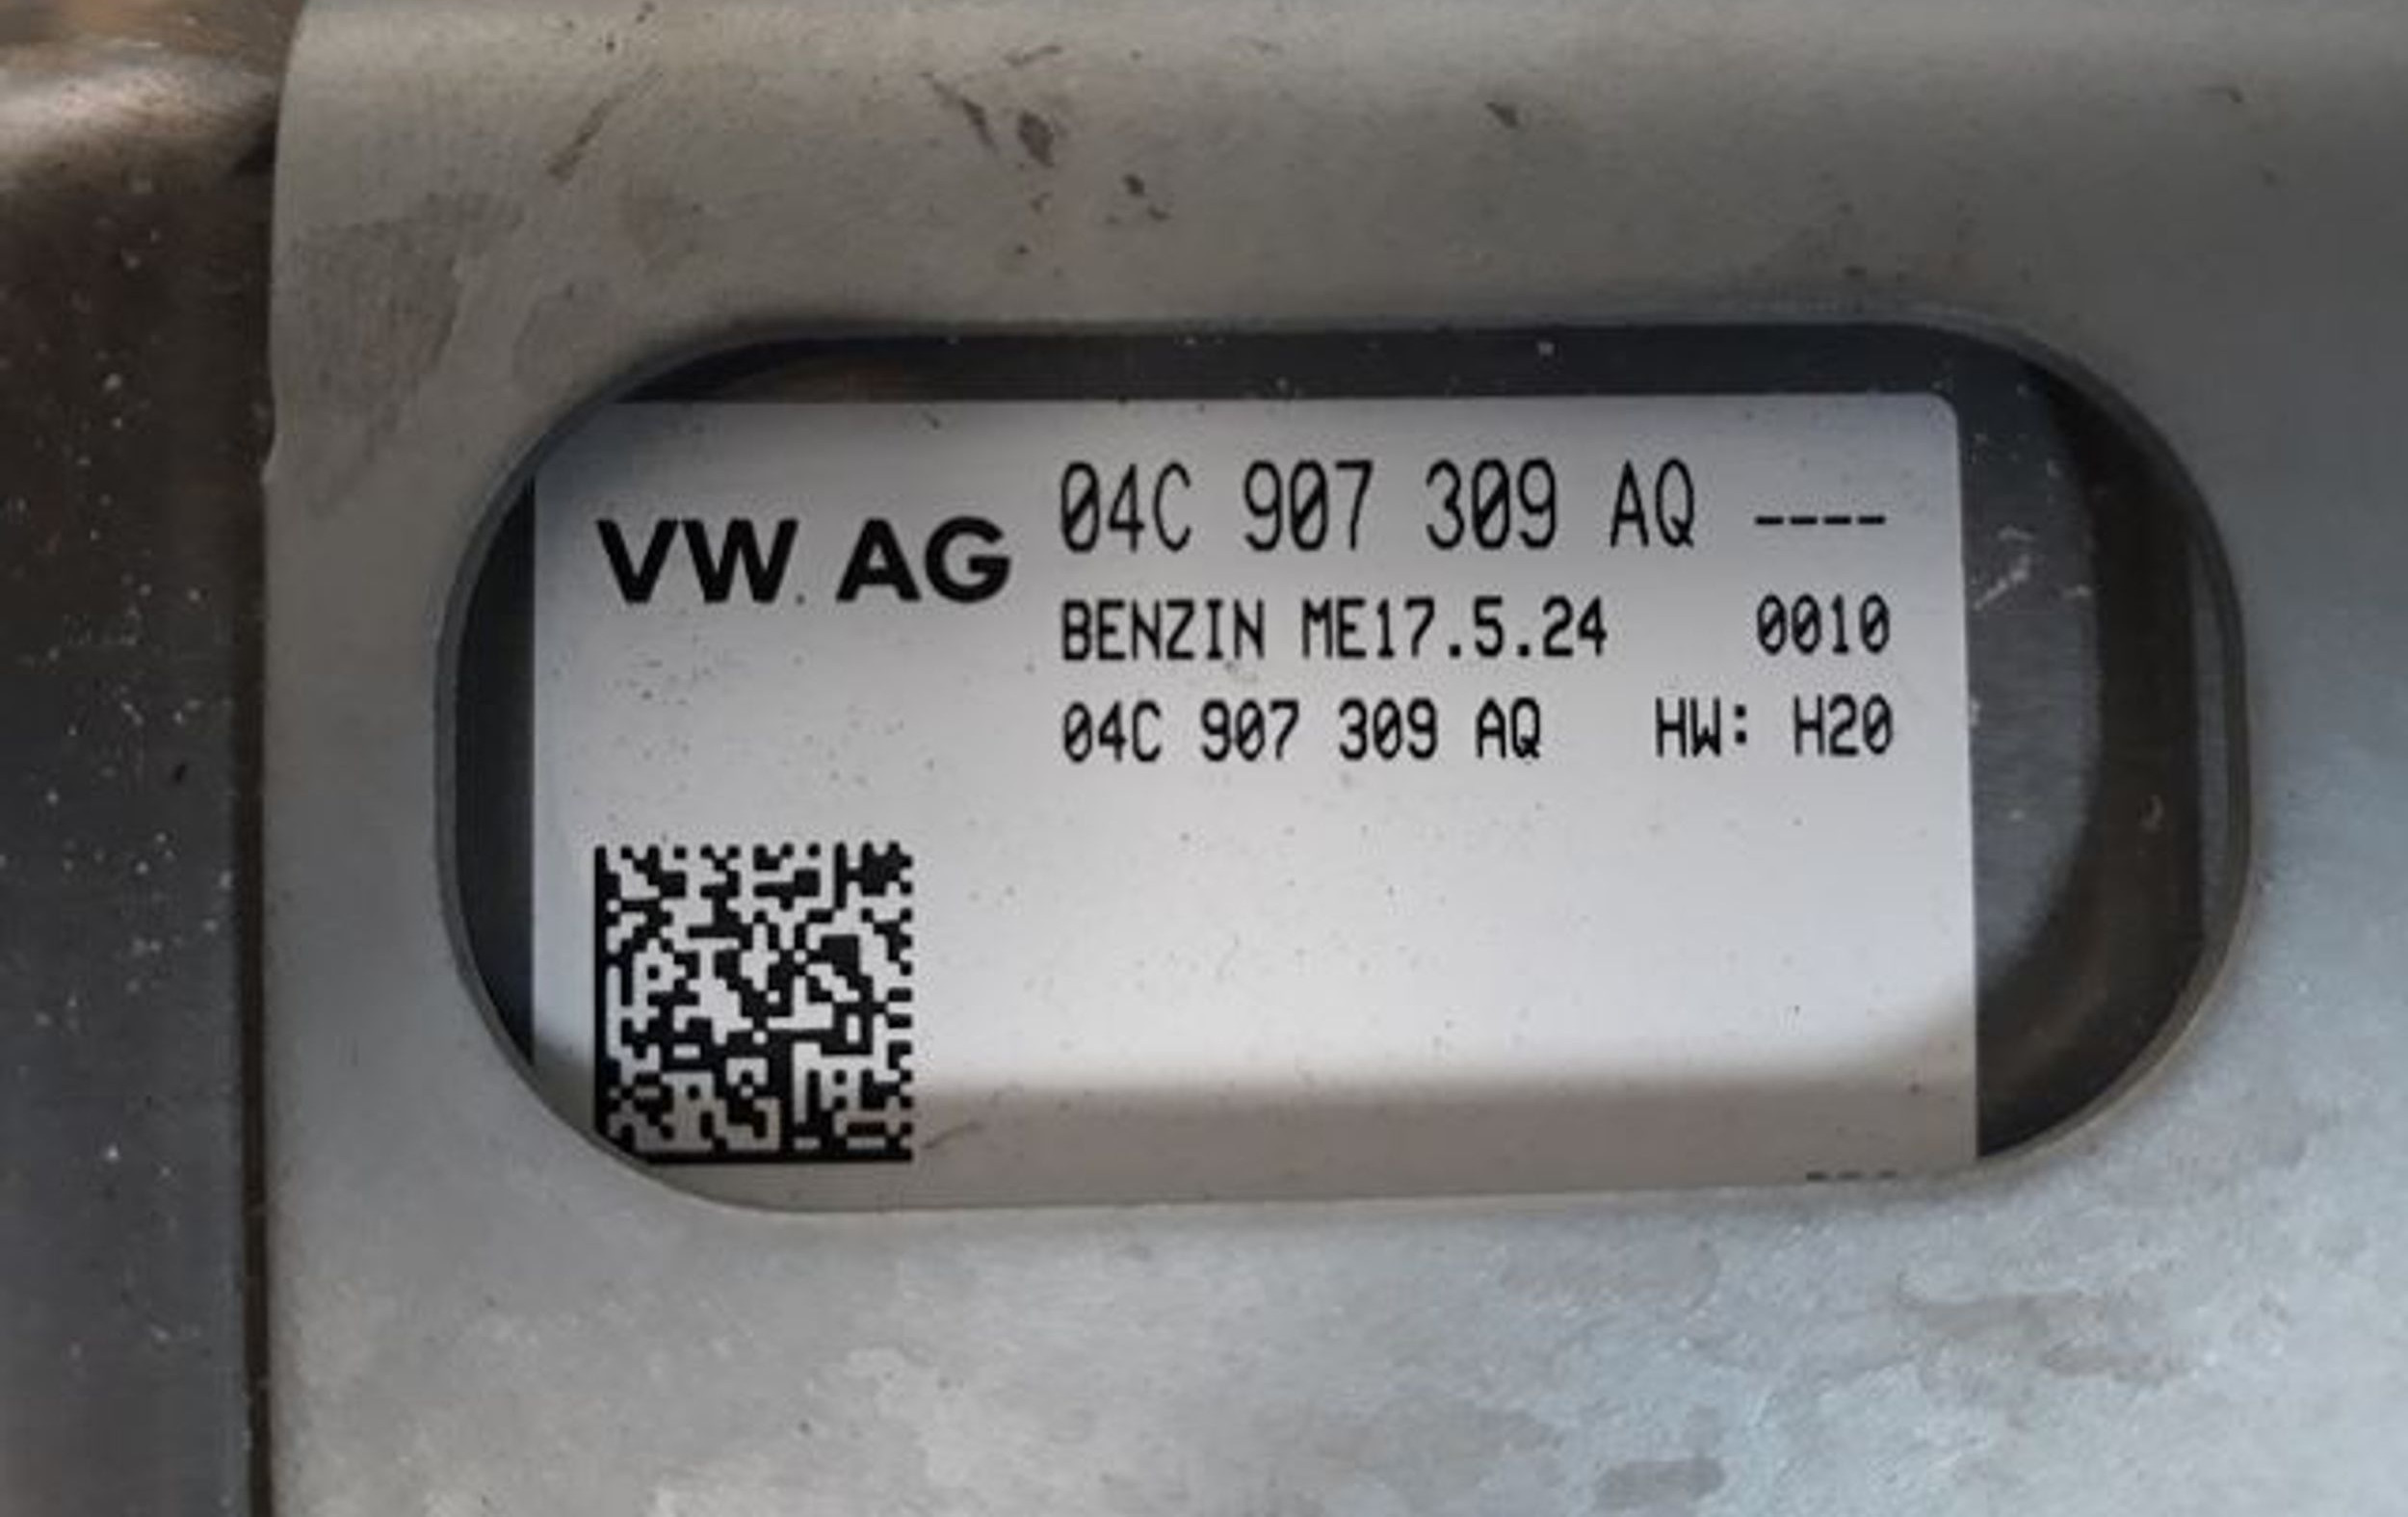 VW AG
04C 907 309 AQ ----
BENZIN ME17.5.24 0010
04C 907 309 AQ HW: H20